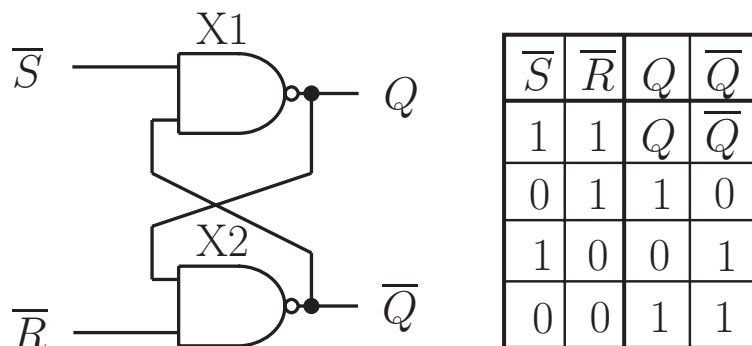 X1
S̅
Q
X2
R̅
Q̅
S̅ R̅ Q Q̅
1 1 Q Q̅
0 1 1 0
1 0 0 1
0 0 1 1